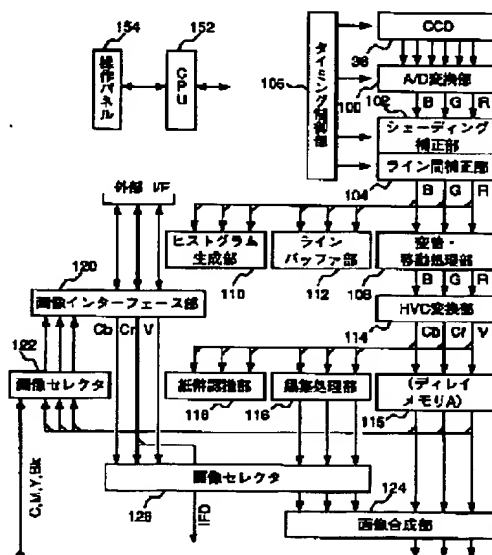 154
152
操作パネル
CPU
106
タイミング制御部
CCD
98
100
A/D変換部
B G R
102
シェーディング
補正部
ライン間補正部
104
B G R
外部 I/F
ヒストグラム
生成部
110
ライン
バッファ部
112
変倍・
移動処理部
108
B G R
120
画像インターフェース部
HVC変換部
114
Cb Cr V
Cb Cr V
122
画像セレクタ
紙幣認識部
118
編集処理部
116
(ディレイ
メモリA)
115
画像セレクタ
126
C,M,Y,Bk
IFD
124
画像合成部